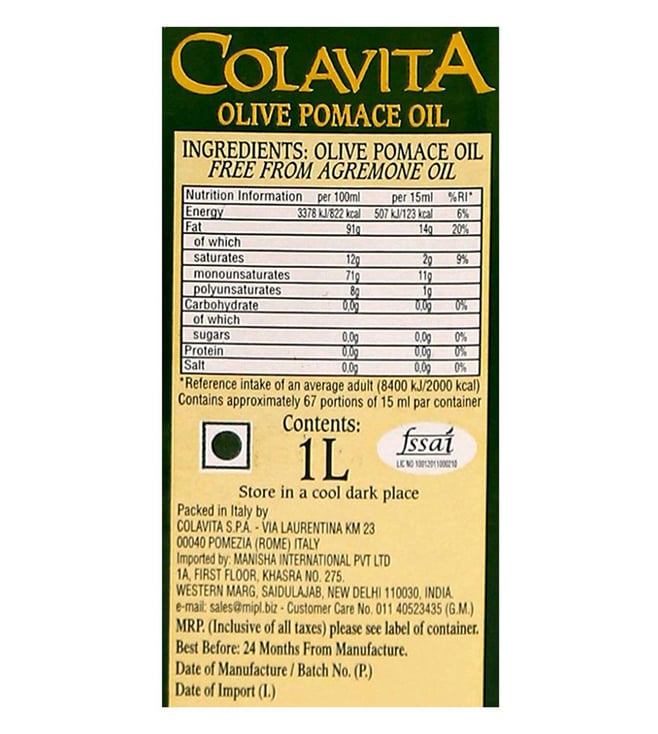 COLAVITA
OLIVE POMACE OIL
INGREDIENTS: OLIVE POMACE OIL
FREE FROM AGREMONE OIL
Nutrition Information per 100ml per 15ml %RI*
Energy 3378 kJ/822 kcal 507 kJ/123 kcal 6%
Fat 91g 14g 20%
of which
saturates 12g 2g 9%
monounsaturates 71g 11g
polyunsaturates 8g 1g
Carbohydrate 0,0g 0,0g 0%
of which
sugars 0,0g 0,0g 0%
Protein 0,0g 0,0g 0%
Salt 0,0g 0,0g 0%
*Reference intake of an average adult (8400 kJ/2000 kcal)
Contains approximately 67 portions of 15 ml par container
Contents:
1L
fssai
LIC NO 10012011000210
Store in a cool dark place
Packed in Italy by
COLAVITA S.P.A. - VIA LAURENTINA KM 23
00040 POMEZIA (ROME) ITALY
Imported by: MANISHA INTERNATIONAL PVT LTD
1A, FIRST FLOOR, KHASRA NO. 275.
WESTERN MARG, SAIDULAJAB, NEW DELHI 110030, INDIA.
e-mail: sales@mipl.biz - Customer Care No. 011 40523435 (G.M.)
MRP. (Inclusive of all taxes) please see label of container.
Best Before: 24 Months From Manufacture.
Date of Manufacture / Batch No. (P.)
Date of Import (I.)